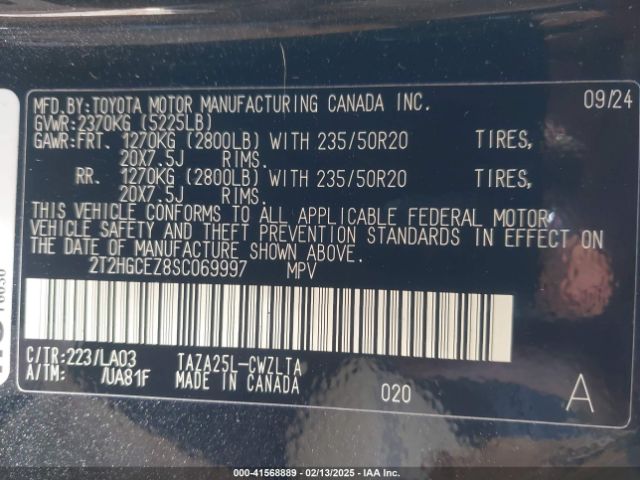 MFD.BY:TOYOTA MOTOR MANUFACTURING CANADA INC. 09/24
GVWR:2370KG (5225LB)
GAWR:FRT. 1270KG (2800LB) WITH 235/50R20 TIRES,
20X7.5J RIMS.
RR. 1270KG (2800LB) WITH 235/50R20 TIRES,
20X7.5J RIMS.
THIS VEHICLE CONFORMS TO ALL APPLICABLE FEDERAL MOTOR
VEHICLE SAFETY AND THEFT PREVENTION STANDARDS IN EFFECT ON
THE DATE OF MANUFACTURE SHOWN ABOVE.
2T2HGCEZ8SC069997 MPV
C/TR:223/LA03 TAZA25L-CWZLTA
A/TM: /UA81F MADE IN CANADA 020 A
000-41568889 - 02/13/2025 - IAA Inc.